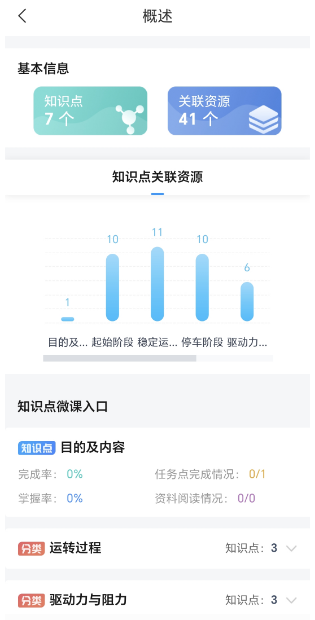 概述
基本信息
知识点
7 个
关联资源
41 个
知识点关联资源
1
10
11
10
6
目的及... 起始阶段 稳定运... 停车阶段 驱动力...
知识点微课入口
知识点 目的及内容
完成率: 0% 任务点完成情况: 0/1
掌握率: 0% 资料阅读情况: 0/0
分类 运转过程 知识点: 3
分类 驱动力与阻力 知识点: 3